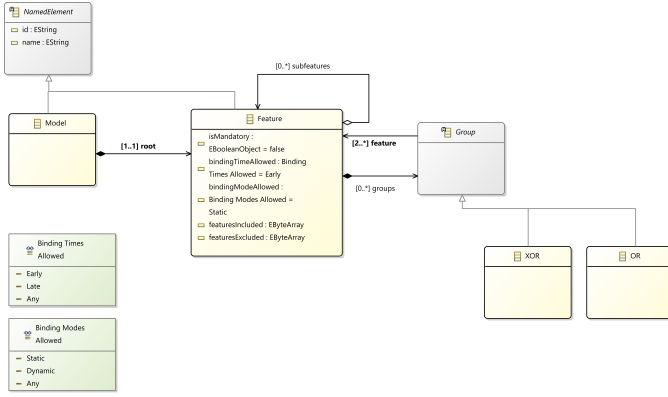 NamedElement
id : EString
name : EString
[0..*] subfeatures
Model
Feature
isMandatory :
EBooleanObject = false
bindingTimeAllowed : Binding
Times Allowed = Early
bindingModeAllowed :
Binding Modes Allowed =
Static
featuresIncluded : EByteArray
featuresExcluded : EByteArray
[1..1] root
[2..*] feature
[0..*] groups
Group
XOR
OR
Binding Times
Allowed
Early
Late
Any
Binding Modes
Allowed
Static
Dynamic
Any